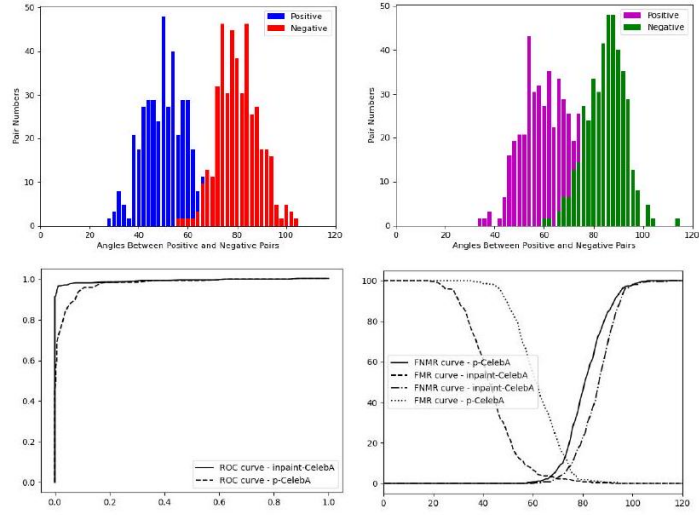 50
40
30
20
10
0
Pair Numbers
Positive
Negative
0 20 40 60 80 100 120
Angles Between Positive and Negative Pairs
50
40
30
20
10
0
Pair Numbers
Positive
Negative
0 20 40 60 80 100 120
Angles Between Positive and Negative Pairs
1.0
0.8
0.6
0.4
0.2
0.0
ROC curve - inpaint-CelebA
ROC curve - p-CelebA
0.0 0.2 0.4 0.6 0.8 1.0
100
80
60
40
20
0
FNMR curve - p-CelebA
FMR curve - inpaint-CelebA
FNMR curve - inpaint-CelebA
FMR curve - p-CelebA
0 20 40 60 80 100 120